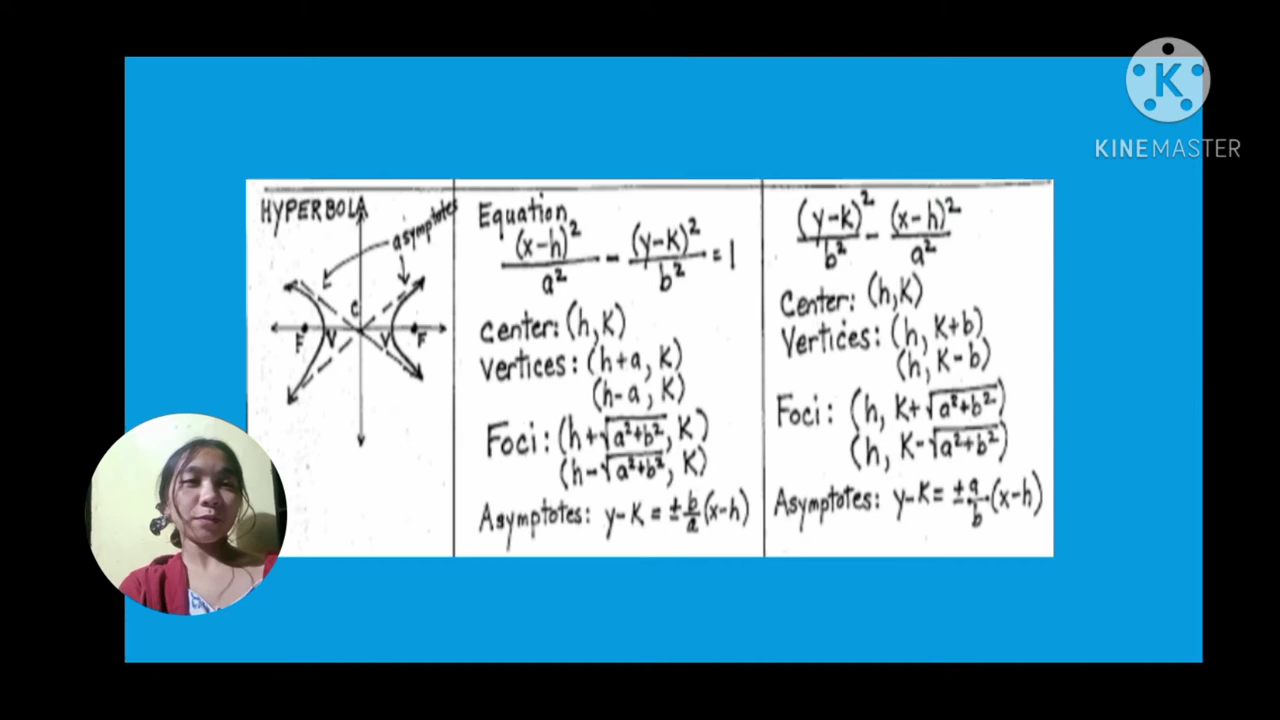 HYPERBOLA
asymptotes
C
F V V F
Equation
(x-h)²/a² - (y-k)²/b² = 1
Center: (h, K)
Vertices: (h+a, K)
(h-a, K)
Foci: (h+√a²+b², K)
(h-√a²+b², K)
Asymptotes: y-K = ± b/a (x-h)
(y-k)²/b² - (x-h)²/a²
Center: (h, K)
Vertices: (h, K+b)
(h, K-b)
Foci: (h, K+√a²+b²)
(h, K-√a²+b²)
Asymptotes: y-K = ± a/b (x-h)
K
KINEMASTER